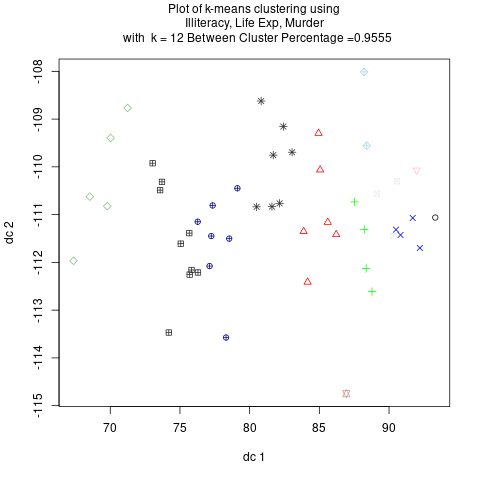 Plot of k-means clustering using
Illiteracy, Life Exp, Murder
with k = 12 Between Cluster Percentage =0.9555
dc 2
-108
-109
-110
-111
-112
-113
-114
-115
70 75 80 85 90
dc 1